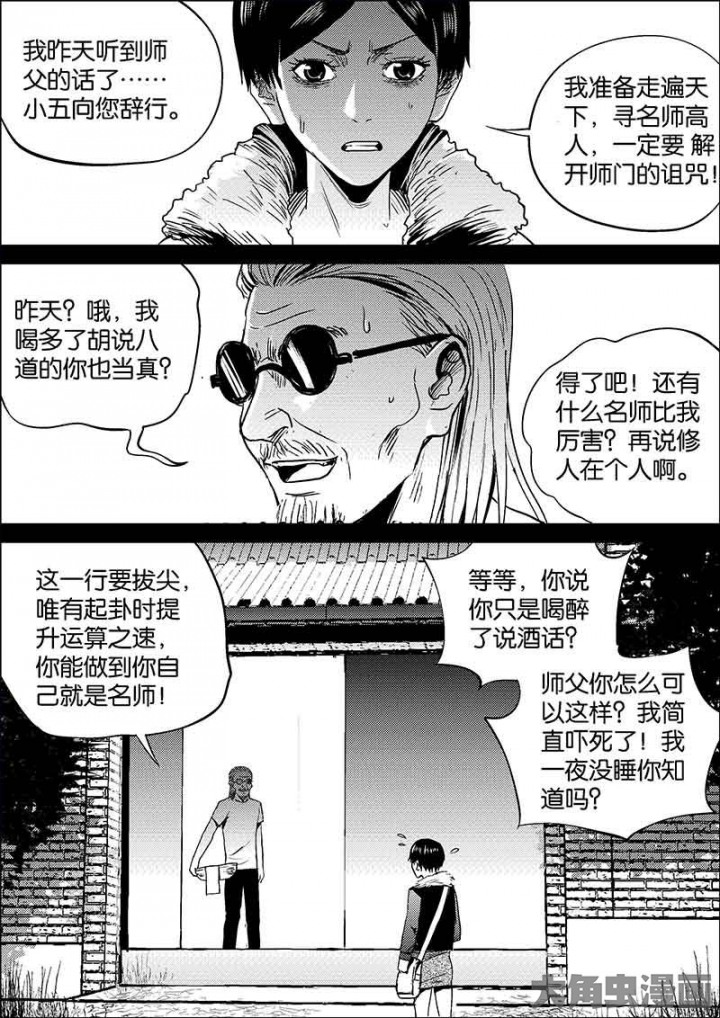 我昨天听到师
父的话了……
小五向您辞行。
我准备走遍天
下，寻名师高
人，一定要 解
开师门的诅咒！
昨天？哦，我
喝多了胡说八
道的你也当真？
得了吧！还有
什么名师比我
厉害？再说修
人在个人啊。
这一行要拔尖，
唯有起卦时提
升运算之速，
你能做到你自
己就是名师！
等等，你说
你只是喝醉
了说酒话？
师父你怎么可
以这样？我简
直吓死了！我
一夜没睡你知
道吗？
大角虫漫画